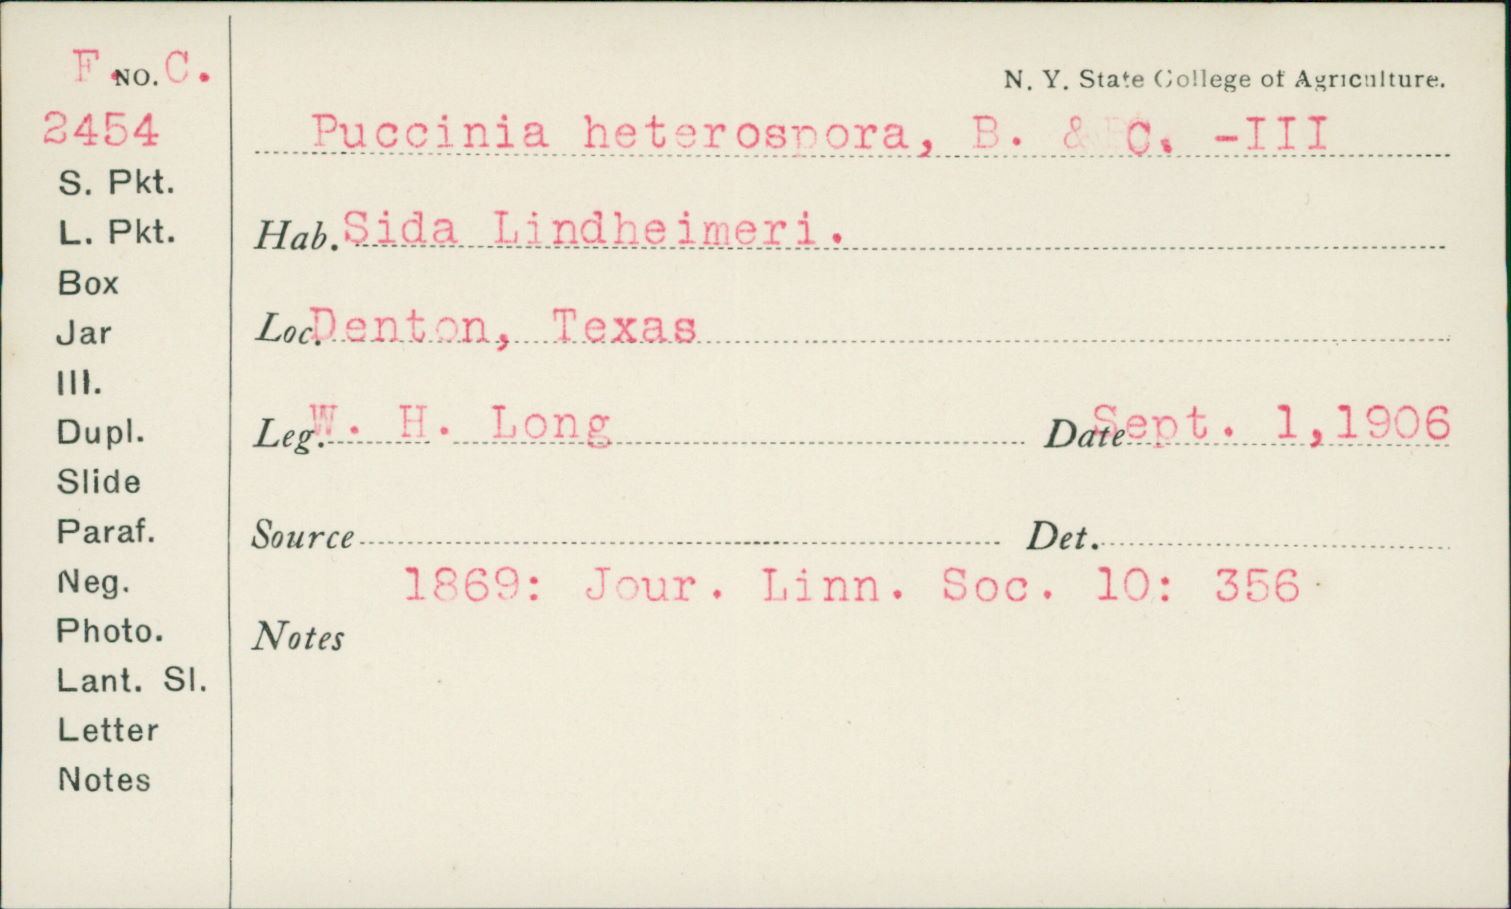 F. NO. C.
2454
S. Pkt.
L. Pkt.
Box
Jar
Ill.
Dupl.
Slide
Paraf.
Neg.
Photo.
Lant. Sl.
Letter
Notes
N. Y. State College of Agriculture.
Puccinia heterospora, B. & C. -III
Hab. Sida Lindheimeri.
Loc. Denton, Texas
Leg. W. H. Long Date Sept. 1,1906
Source Det.
1869: Jour. Linn. Soc. 10: 356
Notes